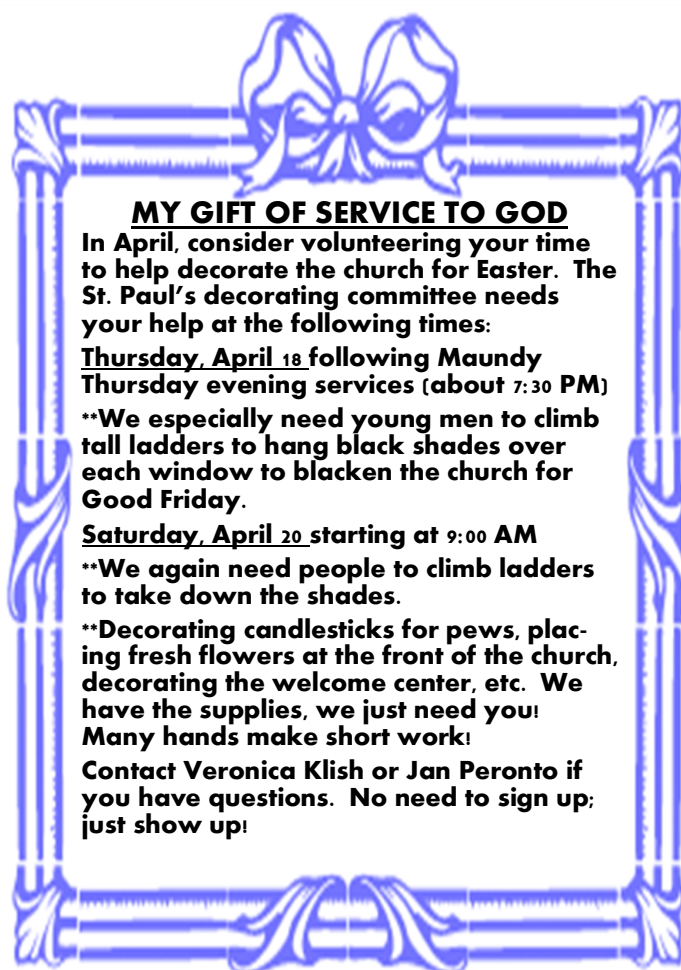 MY GIFT OF SERVICE TO GOD
In April, consider volunteering your time
to help decorate the church for Easter.  The
St. Paul’s decorating committee needs
your help at the following times:
Thursday, April 18 following Maundy
Thursday evening services (about 7:30 PM)
**We especially need young men to climb
tall ladders to hang black shades over
each window to blacken the church for
Good Friday.
Saturday, April 20 starting at 9:00 AM
**We again need people to climb ladders
to take down the shades.
**Decorating candlesticks for pews, plac-
ing fresh flowers at the front of the church,
decorating the welcome center, etc.  We
have the supplies, we just need you!
Many hands make short work!
Contact Veronica Klish or Jan Peronto if
you have questions.  No need to sign up;
just show up!